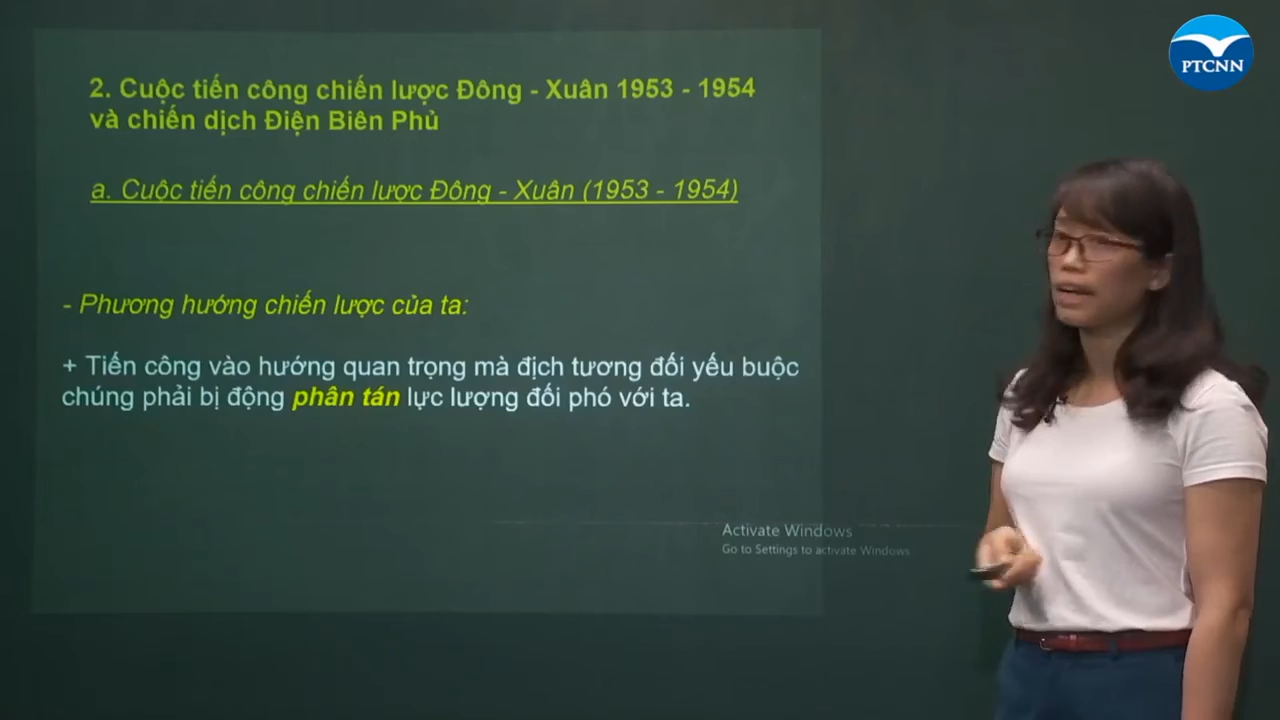 PTCNN
2. Cuộc tiến công chiến lược Đông - Xuân 1953 - 1954
và chiến dịch Điện Biên Phủ
a. Cuộc tiến công chiến lược Đông - Xuân (1953 - 1954)
- Phương hướng chiến lược của ta:
+ Tiến công vào hướng quan trọng mà địch tương đối yếu buộc
chúng phải bị động phân tán lực lượng đối phó với ta.
Activate Windows
Go to Settings to activate Windows